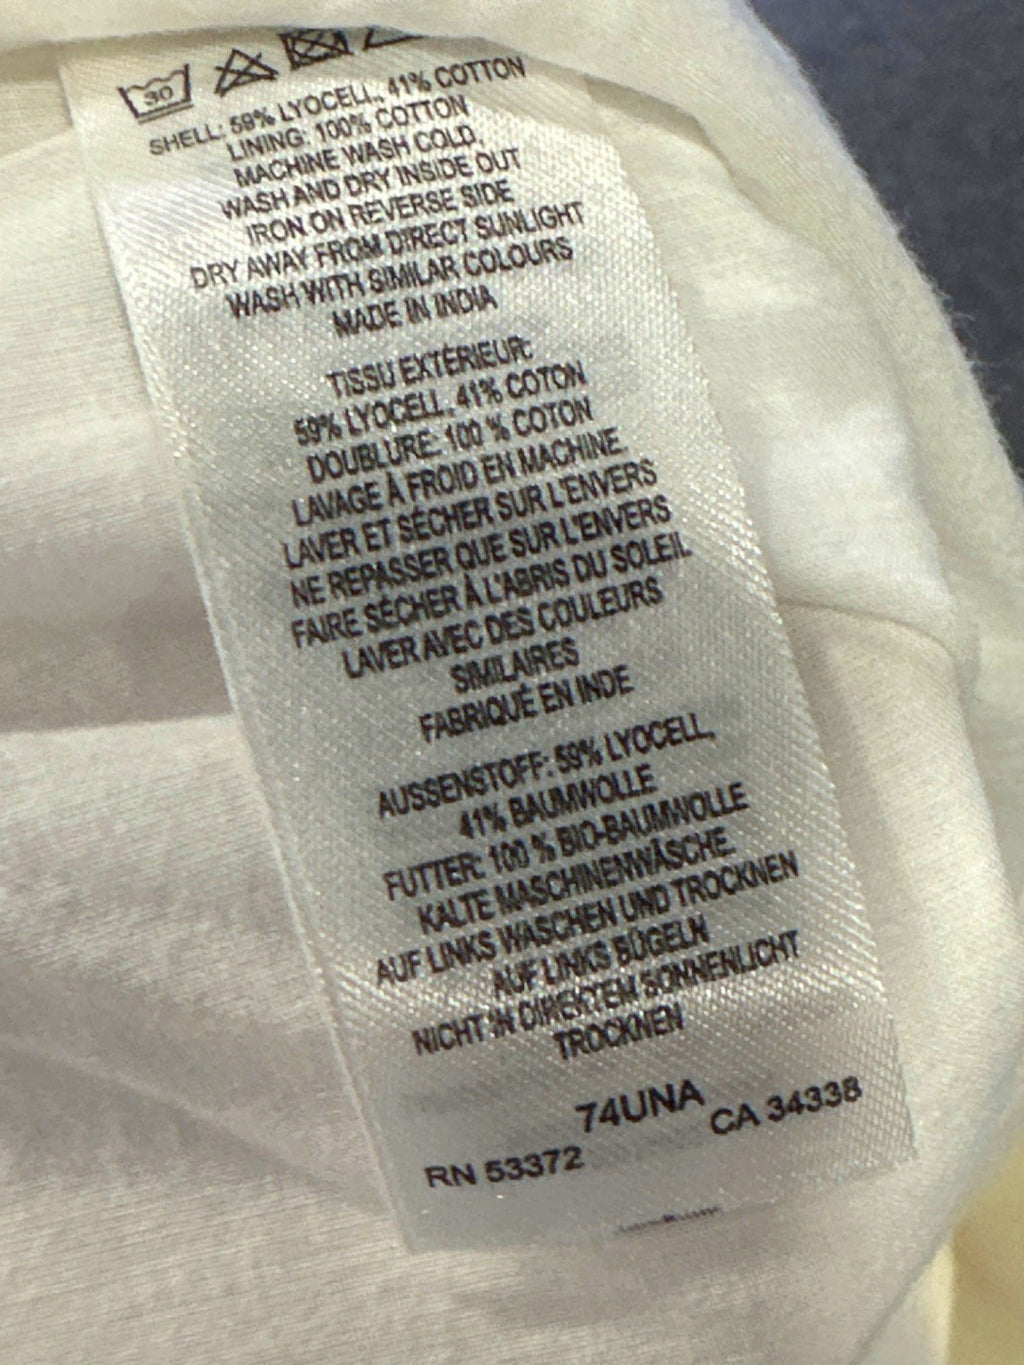 30
SHELL: 59% LYOCELL, 41% COTTON
LINING: 100% COTTON
MACHINE WASH COLD,
WASH AND DRY INSIDE OUT
IRON ON REVERSE SIDE
DRY AWAY FROM DIRECT SUNLIGHT
WASH WITH SIMILAR COLOURS
MADE IN INDIA
TISSU EXTÉRIEUR:
59% LYOCELL, 41% COTON
DOUBLURE: 100 % COTON
LAVAGE À FROID EN MACHINE.
LAVER ET SÉCHER SUR L'ENVERS
NE REPASSER QUE SUR L'ENVERS
FAIRE SÉCHER À L'ABRIS DU SOLEIL
LAVER AVEC DES COULEURS
SIMILAIRES
FABRIQUÉ EN INDE
AUSSENSTOFF: 59% LYOCELL,
41% BAUMWOLLE
FUTTER: 100 % BIO-BAUMWOLLE
KALTE MASCHINENWÄSCHE.
AUF LINKS WASCHEN UND TROCKNEN
AUF LINKS BÜGELN
NICHT IN DIREKTEM SONNENLICHT
TROCKNEN
74UNA
RN 53372 CA 34338